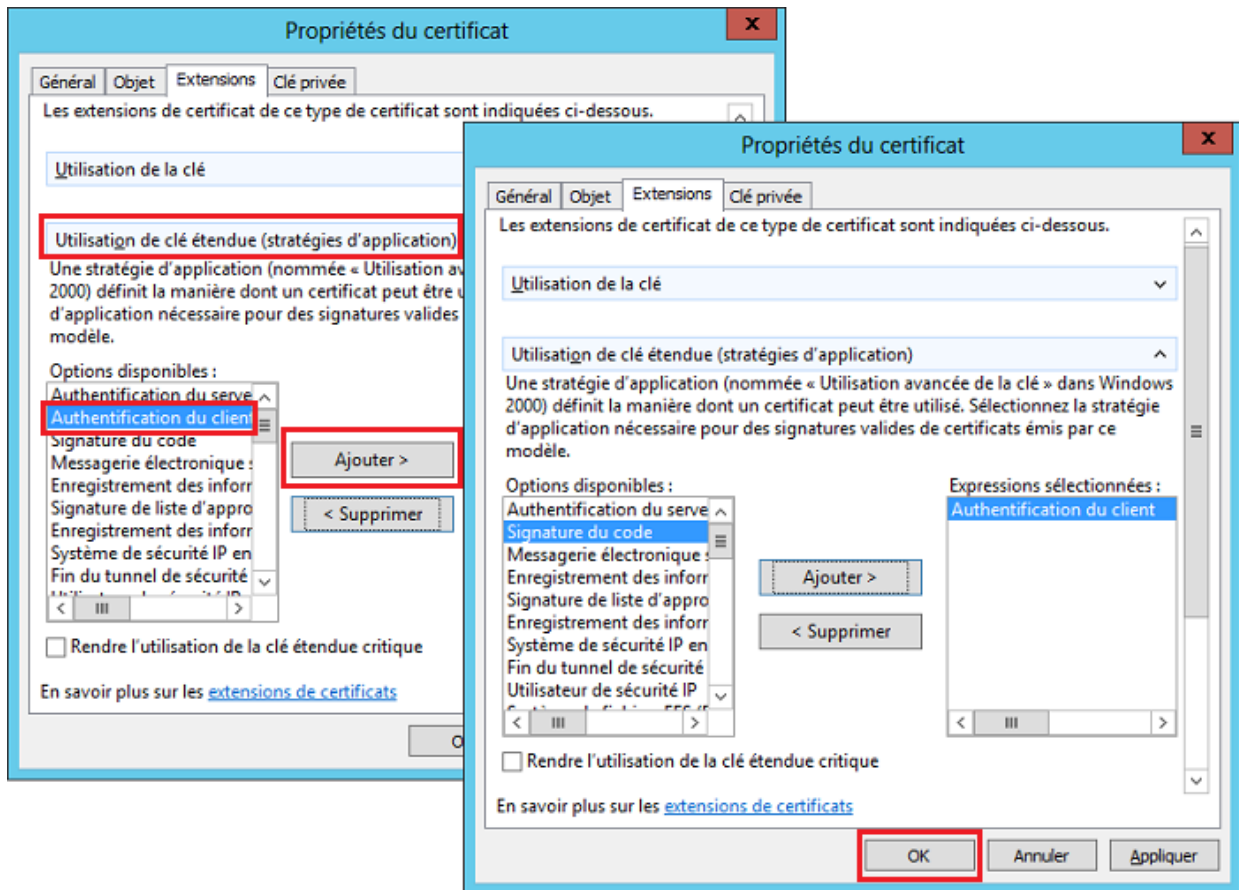 Propriétés du certificat
x
Général Objet Extensions Clé privée
Les extensions de certificat de ce type de certificat sont indiquées ci-dessous.
Utilisation de la clé
Utilisation de clé étendue (stratégies d'application)
Une stratégie d'application (nommée « Utilisation
2000) définit la manière dont un certificat peut être
d'application nécessaire pour des signatures valides
modèle.
Options disponibles :
Authentification du serve
Authentification du client
Signature du code
Messagerie électronique
Enregistrement des inforr
Signature de liste d'appro
Enregistrement des inforr
Système de sécurité IP en
Fin du tunnel de sécurité
Ajouter >
< Supprimer
Rendre l'utilisation de la clé étendue critique
En savoir plus sur les extensions de certificats
O
Propriétés du certificat
x
Général Objet Extensions Clé privée
Les extensions de certificat de ce type de certificat sont indiquées ci-dessous.
Utilisation de la clé
Utilisation de clé étendue (stratégies d'application)
Une stratégie d'application (nommée « Utilisation avancée de la clé » dans Windows
2000) définit la manière dont un certificat peut être utilisé. Sélectionnez la stratégie
d'application nécessaire pour des signatures valides de certificats émis par ce
modèle.
Options disponibles :
Authentification du serve
Signature du code
Messagerie électronique
Enregistrement des inforr
Signature de liste d'appro
Enregistrement des inforr
Système de sécurité IP en
Fin du tunnel de sécurité
Utilisateur de sécurité IP
Ajouter >
< Supprimer
Expressions sélectionnées :
Authentification du client
Rendre l'utilisation de la clé étendue critique
En savoir plus sur les extensions de certificats
OK Annuler Appliquer